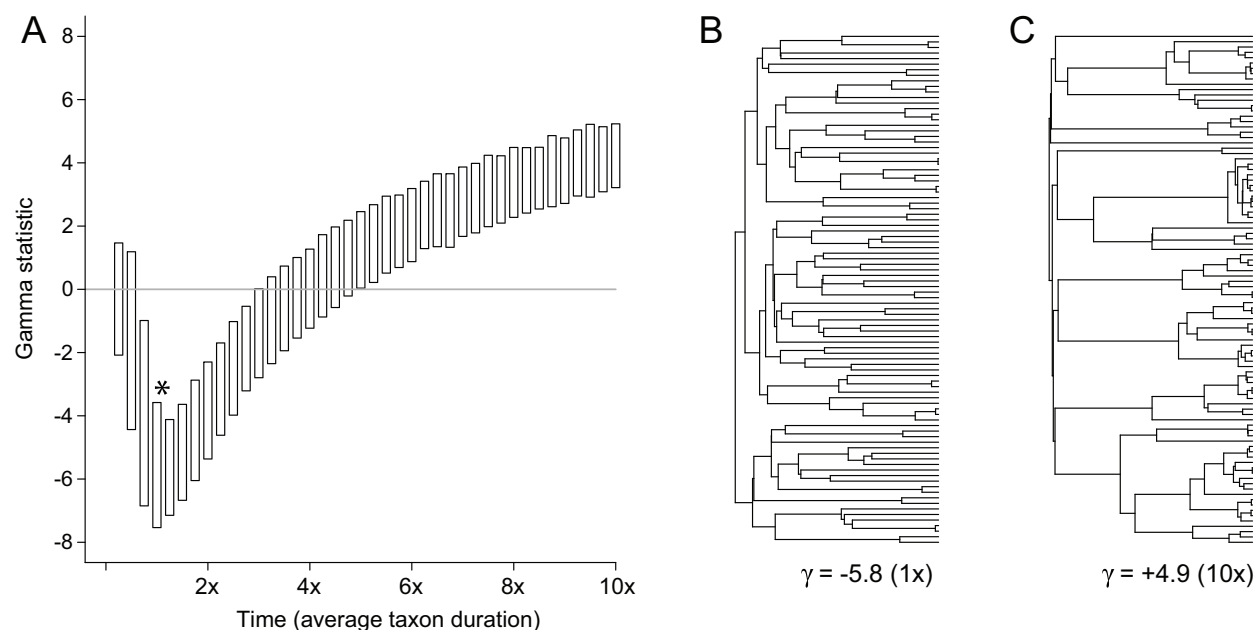 A
B
C
8
6
4
2
0
-2
-4
-6
-8
Gamma statistic
*
2x
4x
6x
8x
10x
Time (average taxon duration)
γ = -5.8 (1x)
γ = +4.9 (10x)